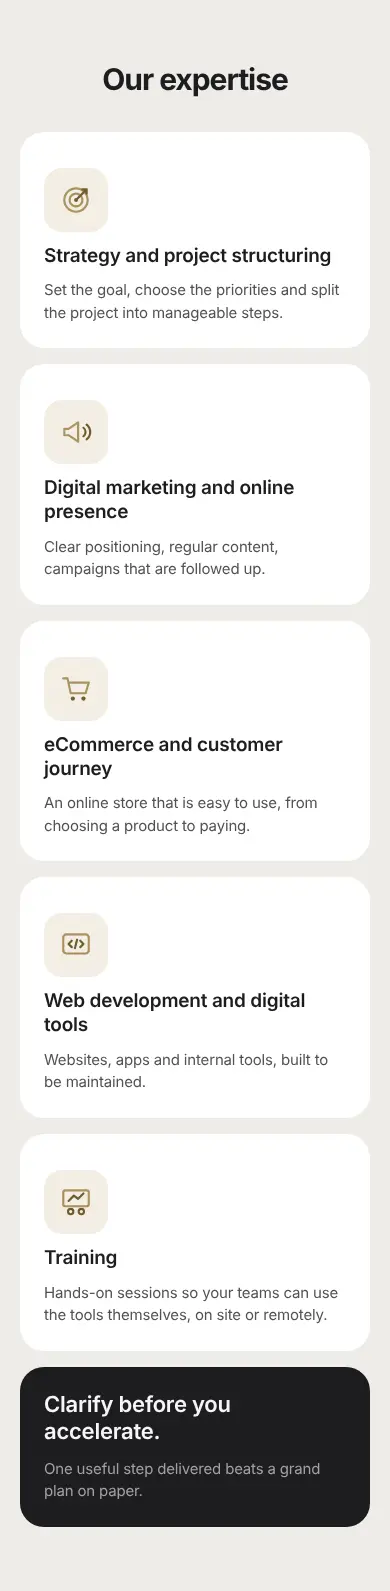 Our expertise
Strategy and project structuring
Set the goal, choose the priorities and split
the project into manageable steps.
Digital marketing and online
presence
Clear positioning, regular content,
campaigns that are followed up.
eCommerce and customer
journey
An online store that is easy to use, from
choosing a product to paying.
Web development and digital
tools
Websites, apps and internal tools, built to
be maintained.
Training
Hands-on sessions so your teams can use
the tools themselves, on site or remotely.
Clarify before you
accelerate.
One useful step delivered beats a grand
plan on paper.